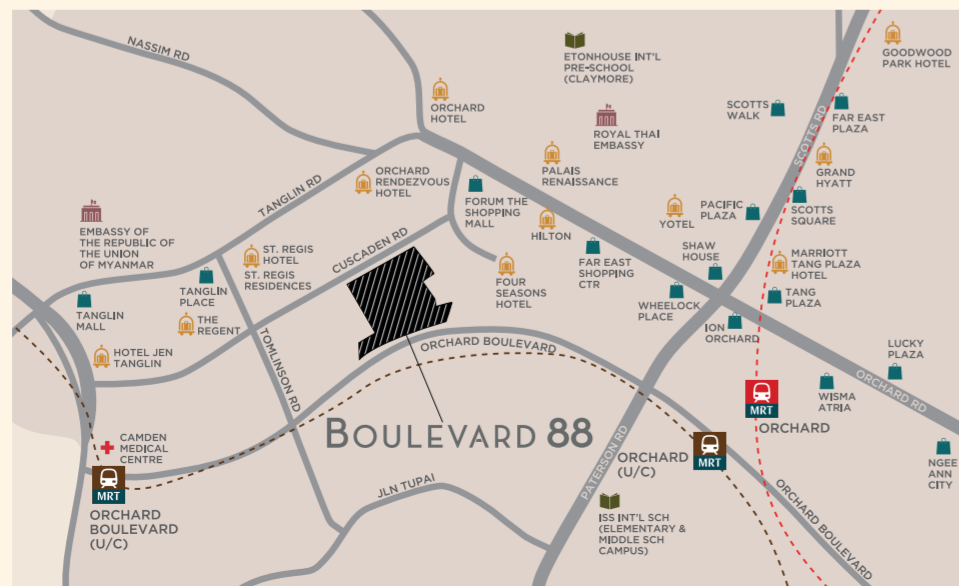 NASSIM RD
ORCHARD
HOTEL
ETONHOUSE INT'L
PRE-SCHOOL
(CLAYMORE)
GOODWOOD
PARK HOTEL
SCOTTS
WALK
SCOTTS RD
FAR EAST
PLAZA
ROYAL THAI
EMBASSY
PALAIS
RENAISSANCE
GRAND
HYATT
TANGLIN RD
ORCHARD
RENDEZVOUS
HOTEL
FORUM THE
SHOPPING
MALL
HILTON
YOTEL
PACIFIC
PLAZA
SCOTTS
SQUARE
EMBASSY OF
THE REPUBLIC OF
THE UNION
OF MYANMAR
ST. REGIS
HOTEL
ST. REGIS
RESIDENCES
CUSCADEN RD
FOUR
SEASONS
HOTEL
FAR EAST
SHOPPING
CTR
SHAW
HOUSE
MARRIOTT
TANG PLAZA
HOTEL
TANGLIN
MALL
TANGLIN
PLACE
THE
REGENT
WHEELOCK
PLACE
TANG
PLAZA
ION
ORCHARD
HOTEL JEN
TANGLIN
TOMLINSON RD
ORCHARD BOULEVARD
LUCKY
PLAZA
ORCHARD RD
MRT
ORCHARD
WISMA
ATRIA
BOULEVARD 88
CAMDEN
MEDICAL
CENTRE
MRT
ORCHARD
BOULEVARD
(U/C)
JLN TUPAI
PATERSON RD
ORCHARD
(U/C)
MRT
NGEE
ANN
CITY
ISS INT'L SCH
(ELEMENTARY &
MIDDLE SCH
CAMPUS)
ORCHARD BOULEVARD